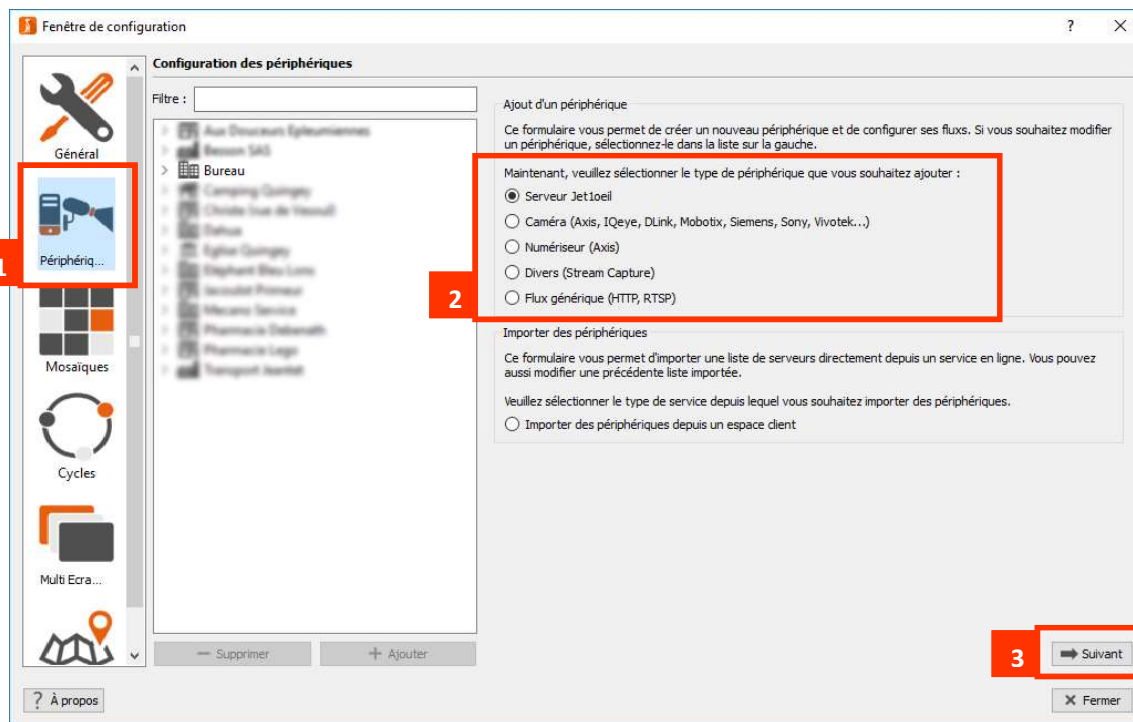 Fenêtre de configuration
?
Général
1
Périphériq...
Mosaïques
Cycles
Multi Ecra...
Configuration des périphériques
Filtre :
Bureau
Supprimer
Ajouter
Ajout d'un périphérique
Ce formulaire vous permet de créer un nouveau périphérique et de configurer ses fluxs. Si vous souhaitez modifier
un périphérique, sélectionnez-le dans la liste sur la gauche.
2
Maintenant, veuillez sélectionner le type de périphérique que vous souhaitez ajouter :
Serveur Jet1oeil
Caméra (Axis, IQeye, DLink, Mobotix, Siemens, Sony, Vivotek...)
Numériseur (Axis)
Divers (Stream Capture)
Flux générique (HTTP, RTSP)
Importer des périphériques
Ce formulaire vous permet d'importer une liste de serveurs directement depuis un service en ligne. Vous pouvez
aussi modifier une précédente liste importée.
Veuillez sélectionner le type de service depuis lequel vous souhaitez importer des périphériques.
Importer des périphériques depuis un espace client
3
Suivant
? À propos
Fermer